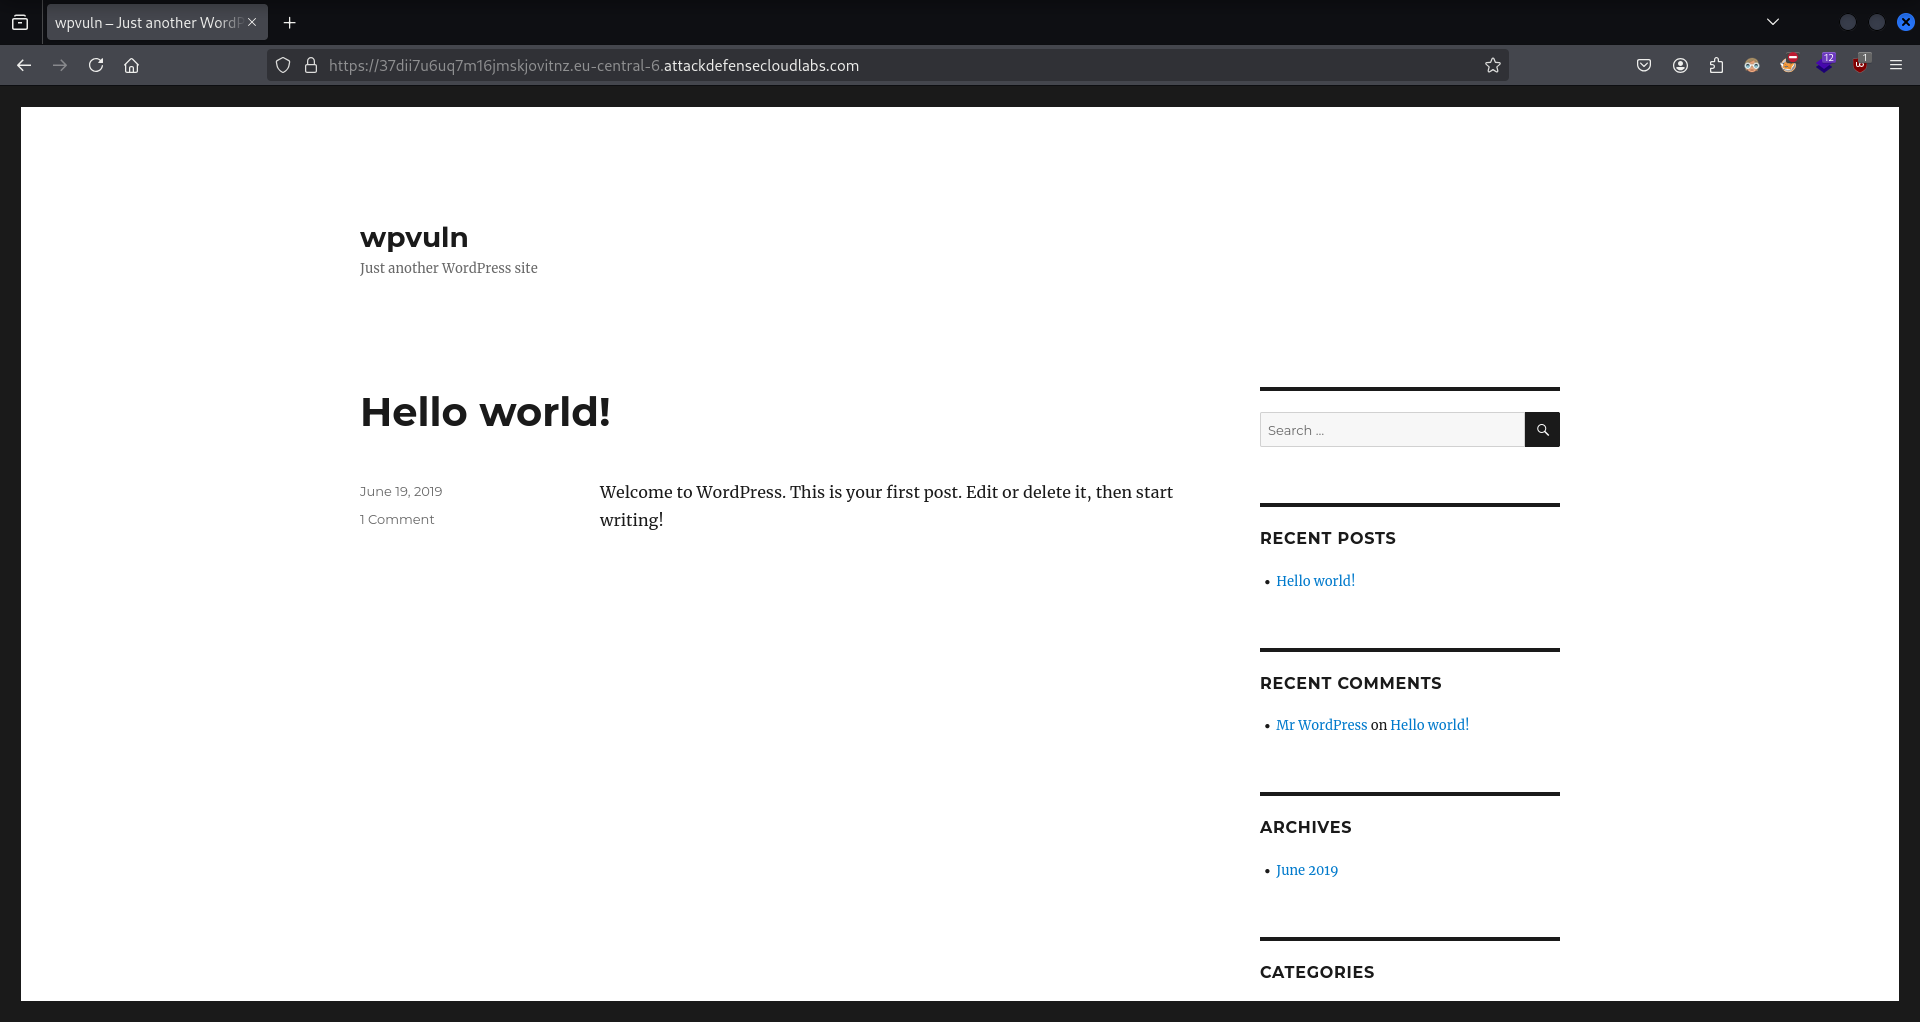 wpvuln – Just another WordP
https://37dii7u6uq7m16jmskjovitnz.eu-central-6.attackdefensecloudlabs.com
12
1
wpvuln
Just another WordPress site
Hello world!
June 19, 2019
1 Comment
Welcome to WordPress. This is your first post. Edit or delete it, then start
writing!
Search …
RECENT POSTS
• Hello world!
RECENT COMMENTS
• Mr WordPress on Hello world!
ARCHIVES
• June 2019
CATEGORIES